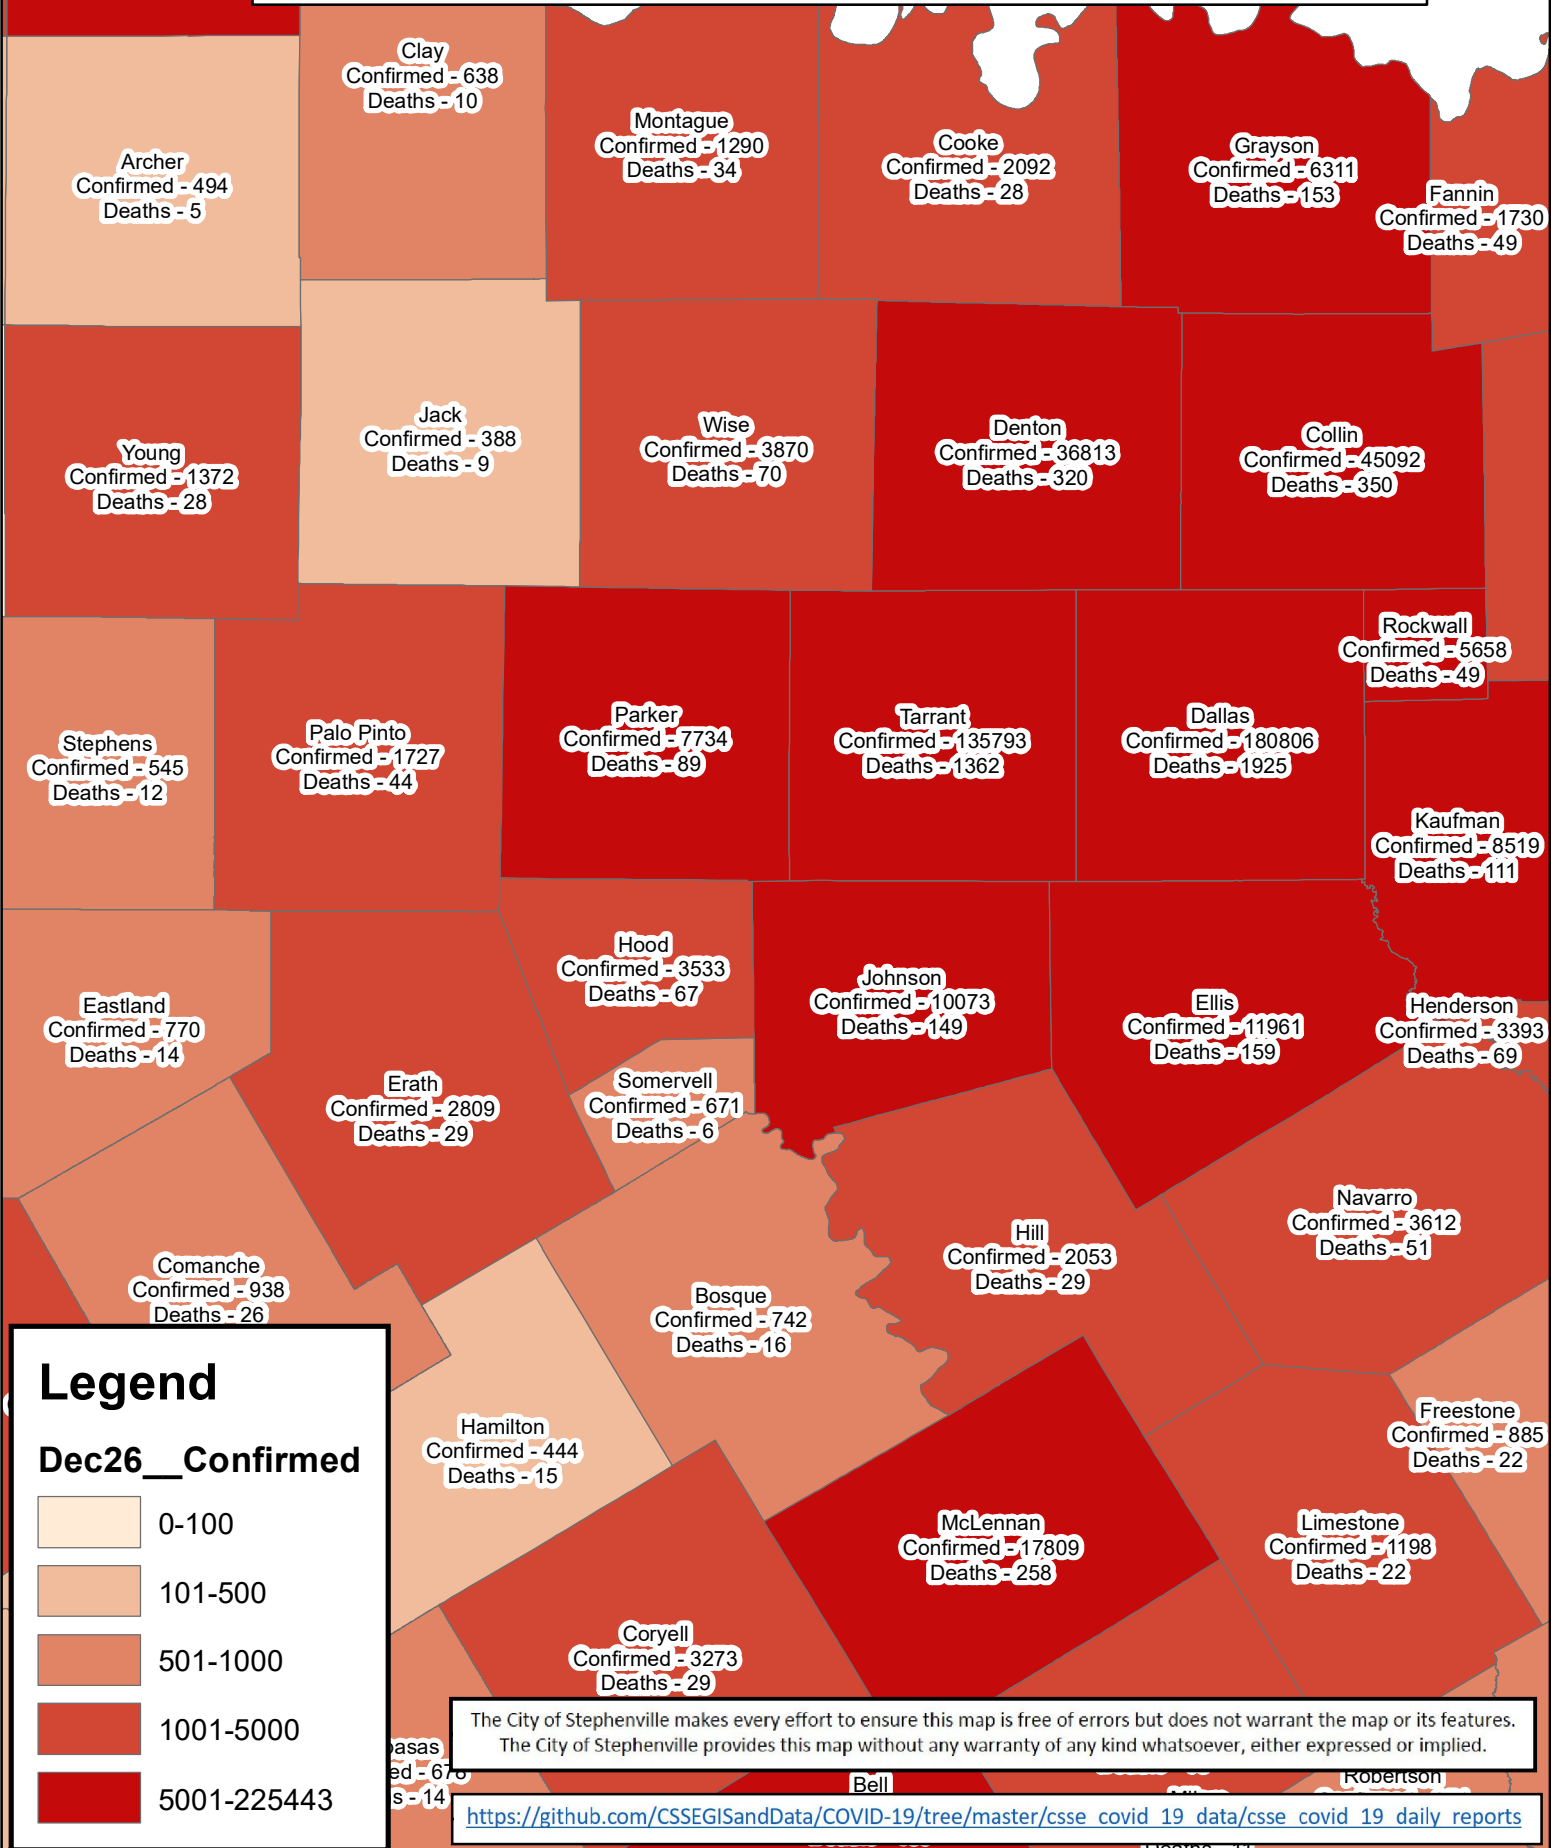 Clay
Confirmed - 638
Deaths - 10
Archer
Confirmed - 494
Deaths - 5
Montague
Confirmed - 1290
Deaths - 34
Cooke
Confirmed - 2092
Deaths - 28
Grayson
Confirmed - 6311
Deaths - 153
Fannin
Confirmed - 1730
Deaths - 49
Young
Confirmed - 1372
Deaths - 28
Jack
Confirmed - 388
Deaths - 9
Wise
Confirmed - 3870
Deaths - 70
Denton
Confirmed - 36813
Deaths - 320
Collin
Confirmed - 45092
Deaths - 350
Rockwall
Confirmed - 5658
Deaths - 49
Stephens
Confirmed - 545
Deaths - 12
Palo Pinto
Confirmed - 1727
Deaths - 44
Parker
Confirmed - 7734
Deaths - 89
Tarrant
Confirmed - 135793
Deaths - 1362
Dallas
Confirmed - 180806
Deaths - 1925
Kaufman
Confirmed - 8519
Deaths - 111
Eastland
Confirmed - 770
Deaths - 14
Hood
Confirmed - 3533
Deaths - 67
Johnson
Confirmed - 10073
Deaths - 149
Ellis
Confirmed - 11961
Deaths - 159
Henderson
Confirmed - 3393
Deaths - 69
Erath
Confirmed - 2809
Deaths - 29
Somervell
Confirmed - 671
Deaths - 6
Comanche
Confirmed - 938
Deaths - 26
Bosque
Confirmed - 742
Deaths - 16
Hill
Confirmed - 2053
Deaths - 29
Navarro
Confirmed - 3612
Deaths - 51
Hamilton
Confirmed - 444
Deaths - 15
Freestone
Confirmed - 885
Deaths - 22
McLennan
Confirmed - 17809
Deaths - 258
Limestone
Confirmed - 1198
Deaths - 22
Coryell
Confirmed - 3273
Deaths - 29
Legend
Dec26__Confirmed
0-100
101-500
501-1000
1001-5000
5001-225443
asas
ed - 678
s - 14
The City of Stephenville makes every effort to ensure this map is free of errors but does not warrant the map or its features.
The City of Stephenville provides this map without any warranty of any kind whatsoever, either expressed or implied.
Bell
Robertson
https://github.com/CSSEGISandData/COVID-19/tree/master/csse_covid_19_data/csse_covid_19_daily_reports